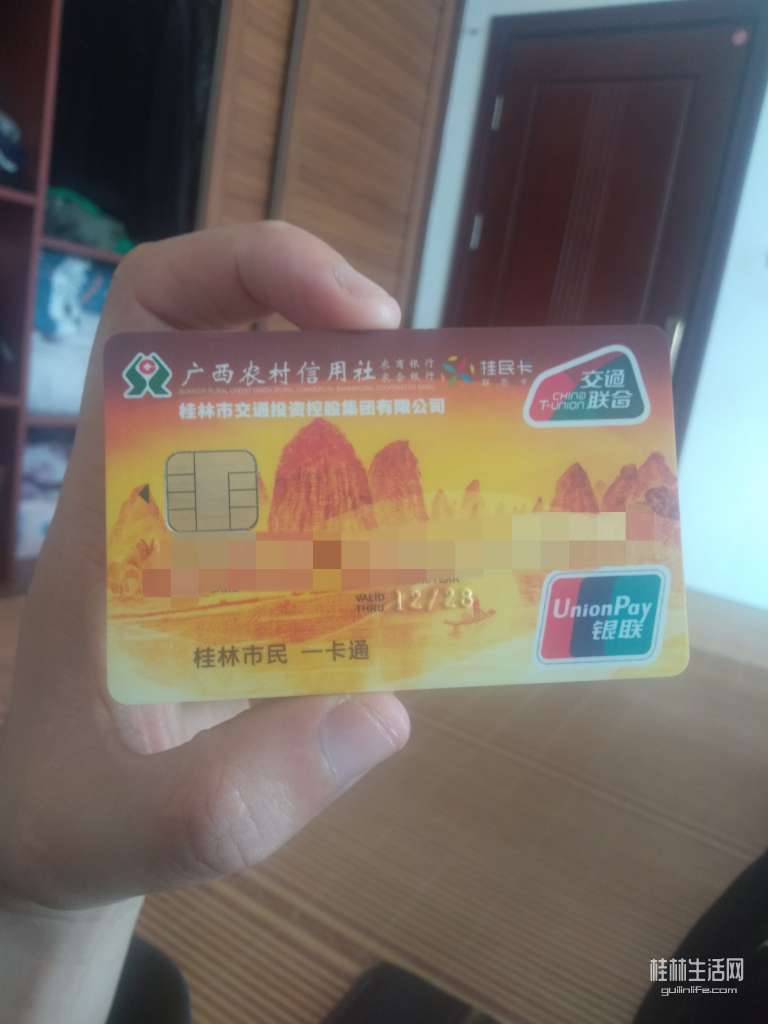 广西农村信用社 农商银行 农合银行
桂民卡
桂林市交通投资控股集团有限公司
CHINA T-UNION 交通联合
VALID THRU 12/28
UnionPay 银联
桂林市民 一卡通
桂林生活网
guilinlife.com